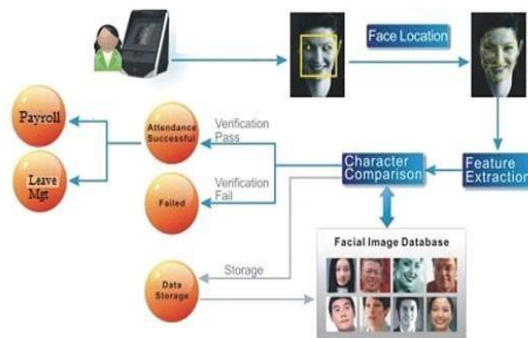 Face Location
Payroll
Attendance
Successful
Verification
Pass
Leave
Mgt
Failed
Verification
Fail
Character
Comparison
Feature
Extraction
Storage
Data
Storage
Facial Image Database